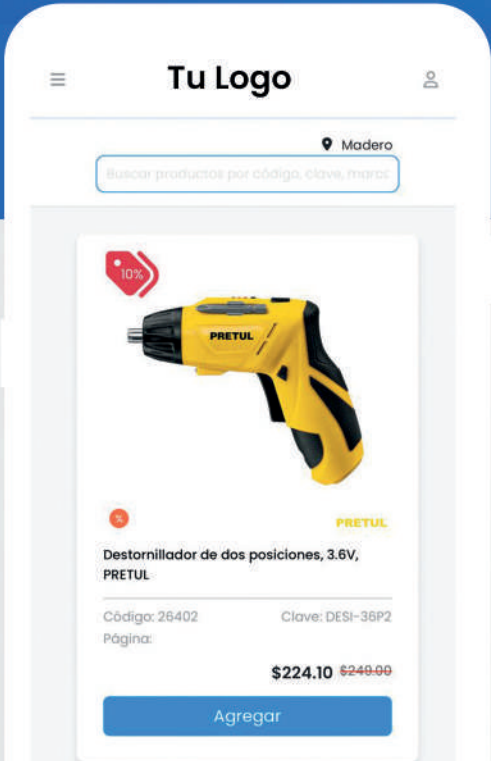 Tu Logo
Madero
Buscar productos por código, clave, marca
10%
PRETUL
%
PRETUL
Destornillador de dos posiciones, 3.6V,
PRETUL
Código: 26402 Clave: DESI-36P2
Página:
$224.10 $249.00
Agregar